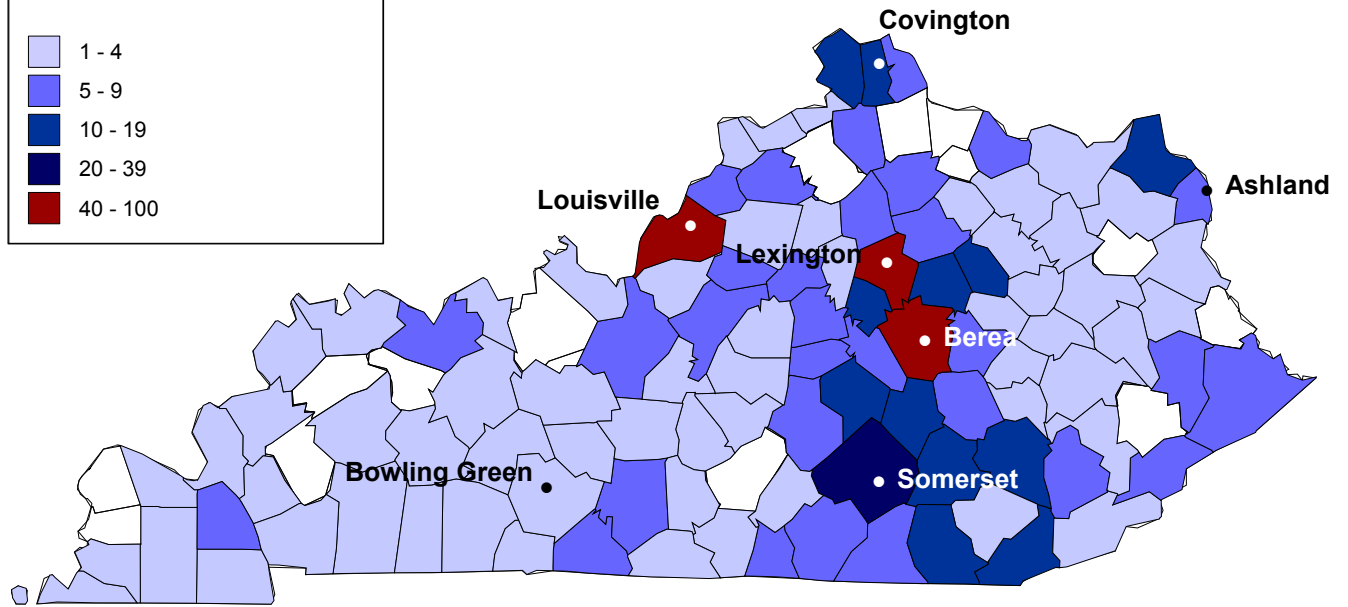 1 - 4
5 - 9
10 - 19
20 - 39
40 - 100
Covington
Ashland
Louisville
Lexington
Berea
Bowling Green
Somerset